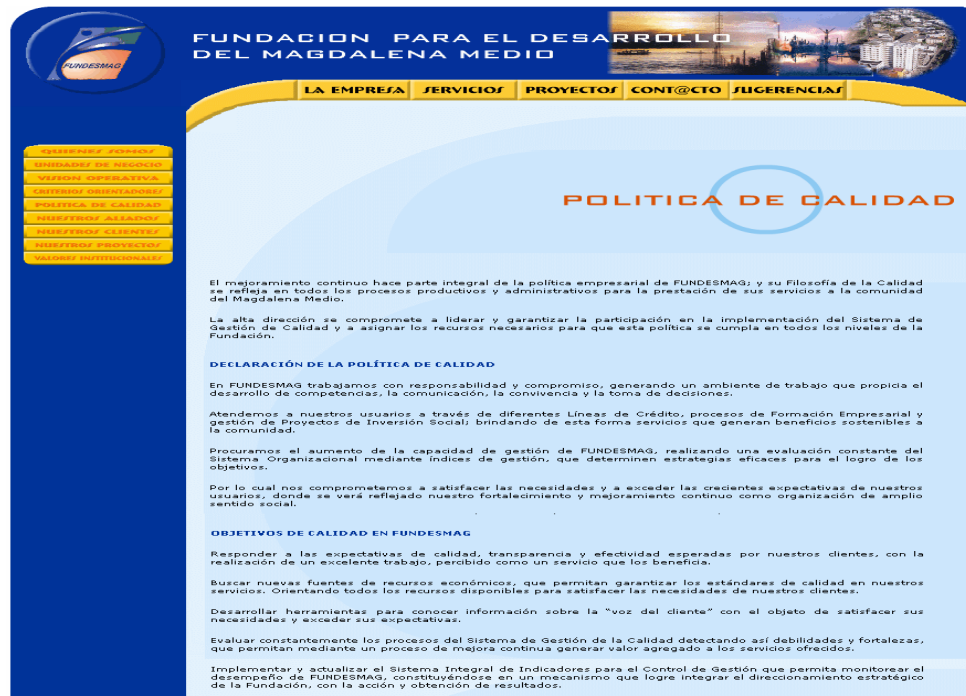 FUNDESMAG
FUNDACION PARA EL DESARROLLO
DEL MAGDALENA MEDIO
LA EMPRESA SERVICIOS PROYECTOS CONT@CTO SUGERENCIAS
QUIENES SOMOS
UNIDADES DE NEGOCIO
VISION OPERATIVA
CRITERIOS ORIENTADORES
POLITICA DE CALIDAD
NUESTROS ALIADOS
NUESTROS CLIENTES
NUESTROS PROYECTOS
VALORES INSTITUCIONALES
POLITICA DE CALIDAD
El mejoramiento continuo hace parte integral de la política empresarial de FUNDESMAG; y su Filosofía de la Calidad
se refleja en todos los procesos productivos y administrativos para la prestación de sus servicios a la comunidad
del Magdalena Medio.
La alta dirección se compromete a liderar y garantizar la participación en la implementación del Sistema de
Gestión de Calidad y a asignar los recursos necesarios para que esta política se cumpla en todos los niveles de la
Fundación.
DECLARACIÓN DE LA POLÍTICA DE CALIDAD
En FUNDESMAG trabajamos con responsabilidad y compromiso, generando un ambiente de trabajo que propicia el
desarrollo de competencias, la comunicación, la convivencia y la toma de decisiones.
Atendemos a nuestros usuarios a través de diferentes Líneas de Crédito, procesos de Formación Empresarial y
gestión de Proyectos de Inversión Social; brindando de esta forma servicios que generan beneficios sostenibles a
la comunidad.
Procuramos el aumento de la capacidad de gestión de FUNDESMAG, realizando una evaluación constante del
Sistema Organizacional mediante índices de gestión, que determinen estrategias eficaces para el logro de los
objetivos.
Por lo cual nos comprometemos a satisfacer las necesidades y a exceder las crecientes expectativas de nuestros
usuarios, donde se verá reflejado nuestro fortalecimiento y mejoramiento continuo como organización de amplio
sentido social.
OBJETIVOS DE CALIDAD EN FUNDESMAG
Responder a las expectativas de calidad, transparencia y efectividad esperadas por nuestros clientes, con la
realización de un excelente trabajo, percibido como un servicio que los beneficia.
Buscar nuevas fuentes de recursos económicos, que permitan garantizar los estándares de calidad en nuestros
servicios. Orientando todos los recursos disponibles para satisfacer las necesidades de nuestros clientes.
Desarrollar herramientas para conocer información sobre la "voz del cliente" con el objeto de satisfacer sus
necesidades y exceder sus expectativas.
Evaluar constantemente los procesos del Sistema de Gestión de la Calidad detectando así debilidades y fortalezas,
que permitan mediante un proceso de mejora continua generar valor agregado a los servicios ofrecidos.
Implementar y actualizar el Sistema Integral de Indicadores para el Control de Gestión que permita monitorear el
desempeño de FUNDESMAG, constituyéndose en un mecanismo que logre integrar el direccionamiento estratégico
de la Fundación, con la acción y obtención de resultados.